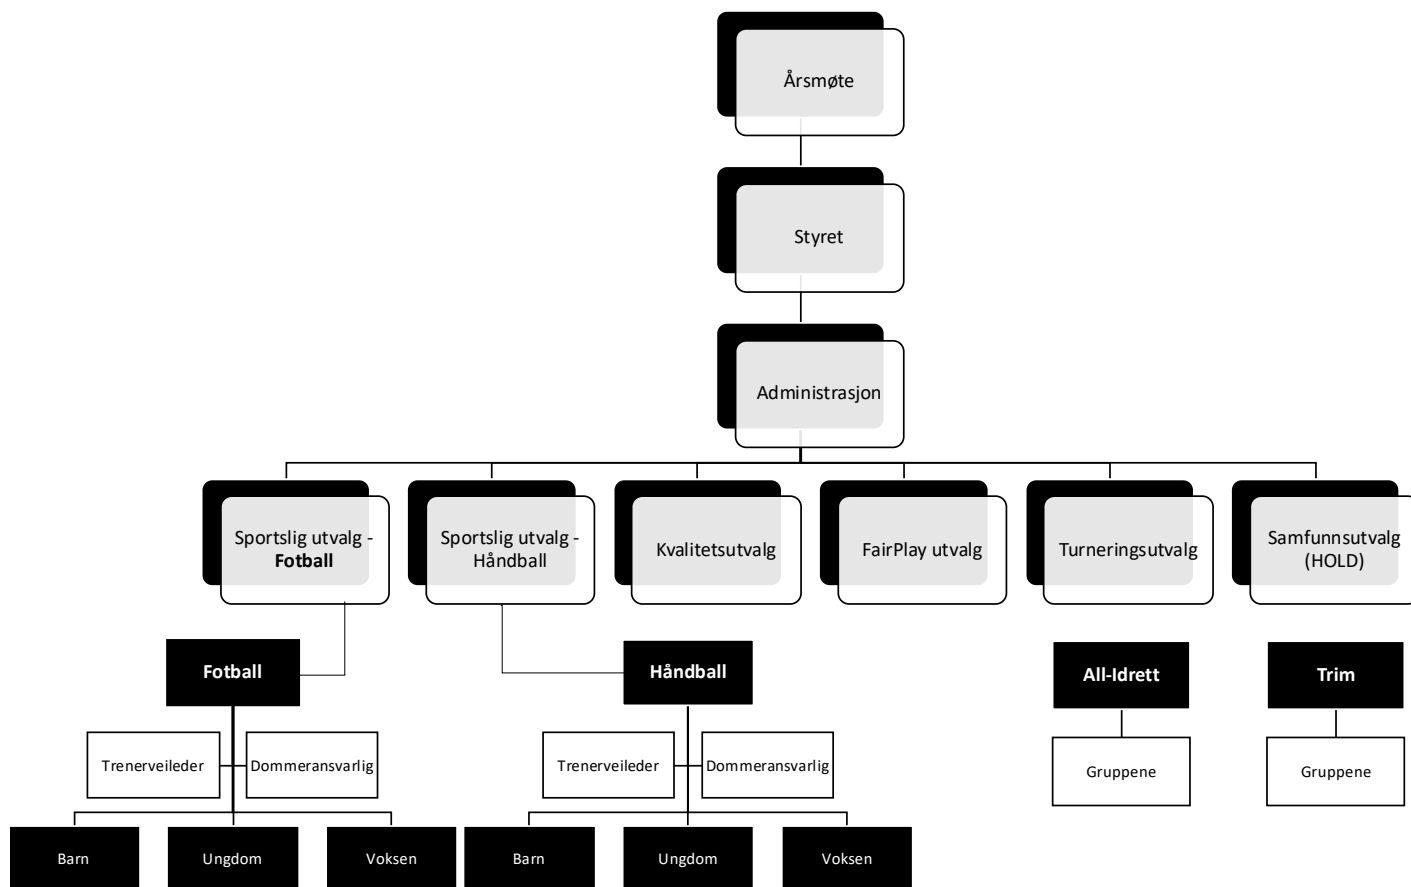 Årsmøte
Styret
Administrasjon
Sportslig utvalg -
Fotball
Sportslig utvalg -
Håndball
Kvalitetsutvalg
FairPlay utvalg
Turneringsutvalg
Samfunnsutvalg
(HOLD)
Fotball
Håndball
All-Idrett
Trim
Trenerveileder
Dommeransvarlig
Trenerveileder
Dommeransvarlig
Gruppene
Gruppene
Barn
Ungdom
Voksen
Barn
Ungdom
Voksen